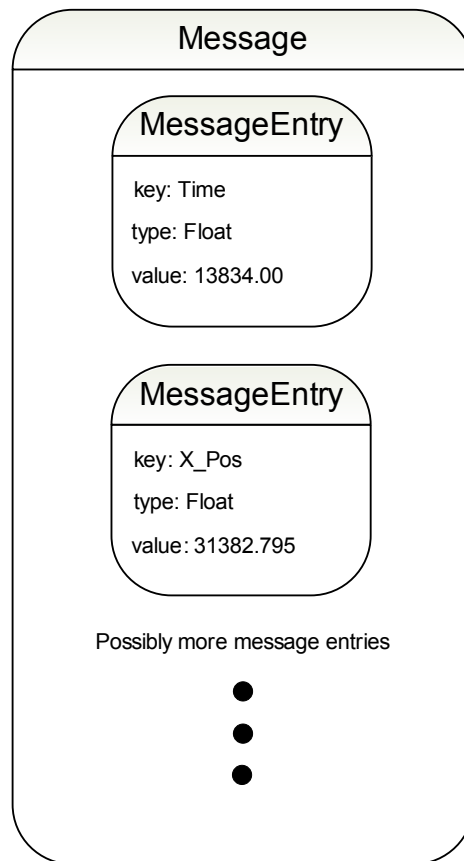 Message
MessageEntry
key: Time
type: Float
value: 13834.00
MessageEntry
key: X_Pos
type: Float
value: 31382.795
Possibly more message entries